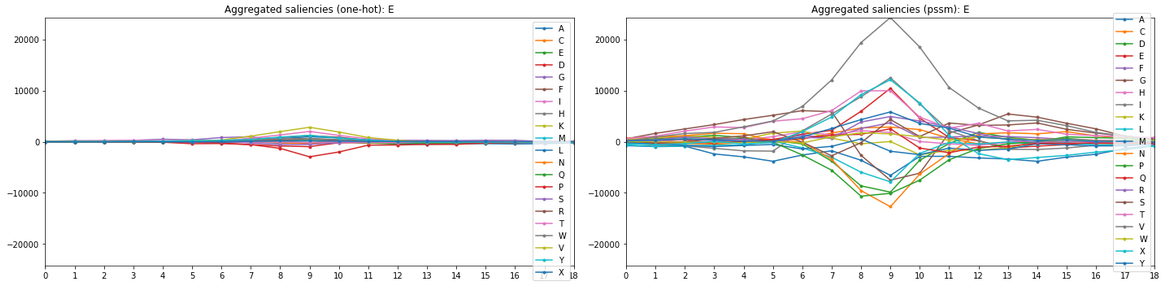 Aggregated saliencies (one-hot): E
20000
10000
0
−10000
−20000
0 1 2 3 4 5 6 7 8 9 10 11 12 13 14 15 16 18
A
C
E
D
G
F
I
H
K
M
L
N
Q
P
S
R
T
W
V
Y
X
Aggregated saliencies (pssm): E
20000
10000
0
−10000
−20000
0 1 2 3 4 5 6 7 8 9 10 11 12 13 14 15 16 17 18
A
C
D
E
F
G
H
I
K
L
M
N
P
Q
R
S
T
V
W
X
Y